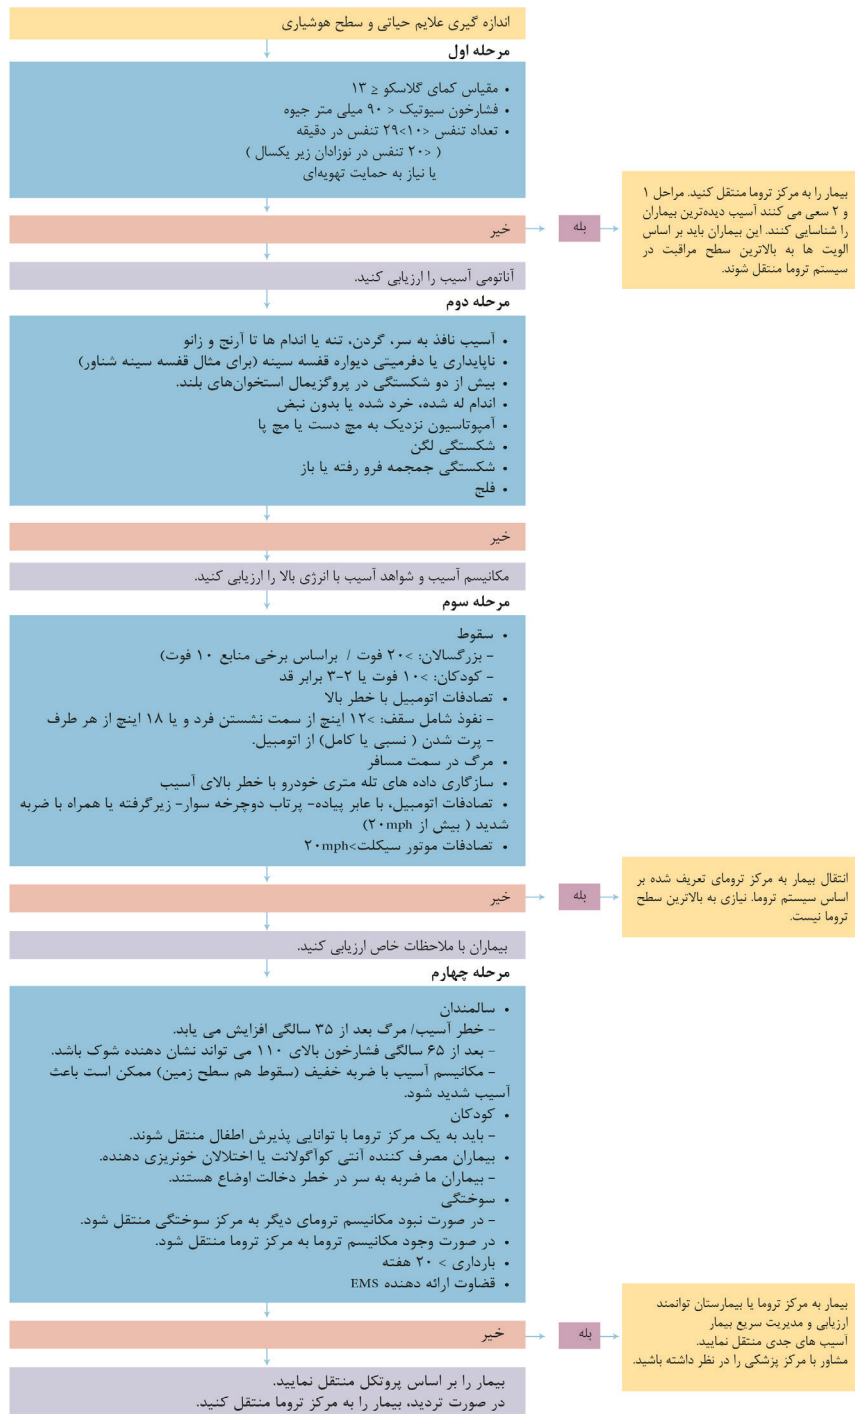 اندازه گیری علایم حیاتی و سطح هوشیاری
مرحله اول
• مقیاس کمای گلاسکو ≤ ۱۳
• فشارخون سیوتیک < ۹۰ میلی متر جیوه
• تعداد تنفس <۱۰>۲۹ تنفس در دقیقه
( <۲۰ تنفس در نوزادان زیر یکسال )
یا نیاز به حمایت تهویه‌ای
خیر
بله
بیمار را به مرکز تروما منتقل کنید. مراحل ۱
و ۲ سعی می کنند آسیب دیده‌ترین بیماران
را شناسایی کنند. این بیماران باید بر اساس
الویت ها به بالاترین سطح مراقبت در
سیستم تروما منتقل شوند.
آناتومی آسیب را ارزیابی کنید.
مرحله دوم
• آسیب نافذ به سر، گردن، تنه یا اندام ها تا آرنج و زانو
• ناپایداری یا دفرمیتی دیواره قفسه سینه (برای مثال قفسه سینه شناور)
• بیش از دو شکستگی در پروگزیمال استخوان‌های بلند.
• اندام له شده، خرد شده یا بدون نبض
• آمپوتاسیون نزدیک به مچ دست یا مچ پا
• شکستگی لگن
• شکستگی جمجمه فرو رفته یا باز
• فلج
خیر
مکانیسم آسیب و شواهد آسیب با انرژی بالا را ارزیابی کنید.
مرحله سوم
• سقوط
- بزرگسالان: >۲۰ فوت / براساس برخی منابع ۱۰ فوت)
- کودکان: >۱۰ فوت یا ۲-۳ برابر قد
• تصادفات اتومبیل با خطر بالا
- نفوذ شامل سقف: >۱۲ اینچ از سمت نشستن فرد و یا ۱۸ اینچ از هر طرف
- پرت شدن ( نسبی یا کامل) از اتومبیل.
• مرگ در سمت مسافر
• سازگاری داده های تله متری خودرو با خطر بالای آسیب
• تصادفات اتومبیل، با عابر پیاده- پرتاب دوچرخه سوار- زیرگرفته یا همراه با ضربه
شدید ( بیش از ۲۰mph)
• تصادفات موتور سیکلت>۲۰mph
خیر
بله
انتقال بیمار به مرکز ترومای تعریف شده بر
اساس سیستم تروما. نیازی به بالاترین سطح
تروما نیست.
بیماران با ملاحظات خاص ارزیابی کنید.
مرحله چهارم
• سالمندان
- خطر آسیب/ مرگ بعد از ۳۵ سالگی افزایش می یابد.
- بعد از ۶۵ سالگی فشارخون بالای ۱۱۰ می تواند نشان دهنده شوک باشد.
- مکانیسم آسیب با ضربه خفیف (سقوط هم سطح زمین) ممکن است باعث
آسیب شدید شود.
• کودکان
- باید به یک مرکز تروما با توانایی پذیرش اطفال منتقل شوند.
• بیماران مصرف کننده آنتی کوآگولانت یا اختلالان خونریزی دهنده.
- بیماران ما ضربه به سر در خطر دخالت اوضاع هستند.
• سوختگی
- در صورت نبود مکانیسم ترومای دیگر به مرکز سوختگی منتقل شود.
• در صورت وجود مکانیسم تروما به مرکز تروما منتقل شود.
• بارداری > ۲۰ هفته
• قضاوت ارائه دهنده EMS
خیر
بله
بیمار به مرکز تروما یا بیمارستان توانمند
ارزیابی و مدیریت سریع بیمار
آسیب های جدی منتقل نمایید.
مشاور با مرکز پزشکی را در نظر داشته باشید.
بیمار را بر اساس پروتکل منتقل نمایید.
در صورت تردید، بیمار را به مرکز تروما منتقل کنید.